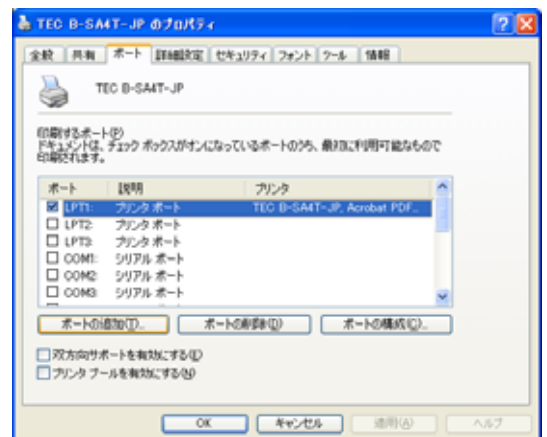 TEC B-SA4T-JP のプロパティ
全般 共有 ポート 詳細設定 セキュリティ フォント ツール 情報
TEC B-SA4T-JP
印刷するポート(P)
ドキュメントは、チェック ボックスがオンになっているポートのうち、最初に利用可能なもので
印刷されます。
ポート 説明 プリンタ
LPT1: プリンタ ポート TEC B-SA4T-JP, Acrobat PDF...
LPT2: プリンタ ポート
LPT3: プリンタ ポート
COM1: シリアル ポート
COM2: シリアル ポート
COM3: シリアル ポート
ポートの追加(T)... ポートの削除(D) ポートの構成(C)...
双方向サポートを有効にする(E)
プリンタ プールを有効にする(N)
OK キャンセル 適用(A) ヘルプ